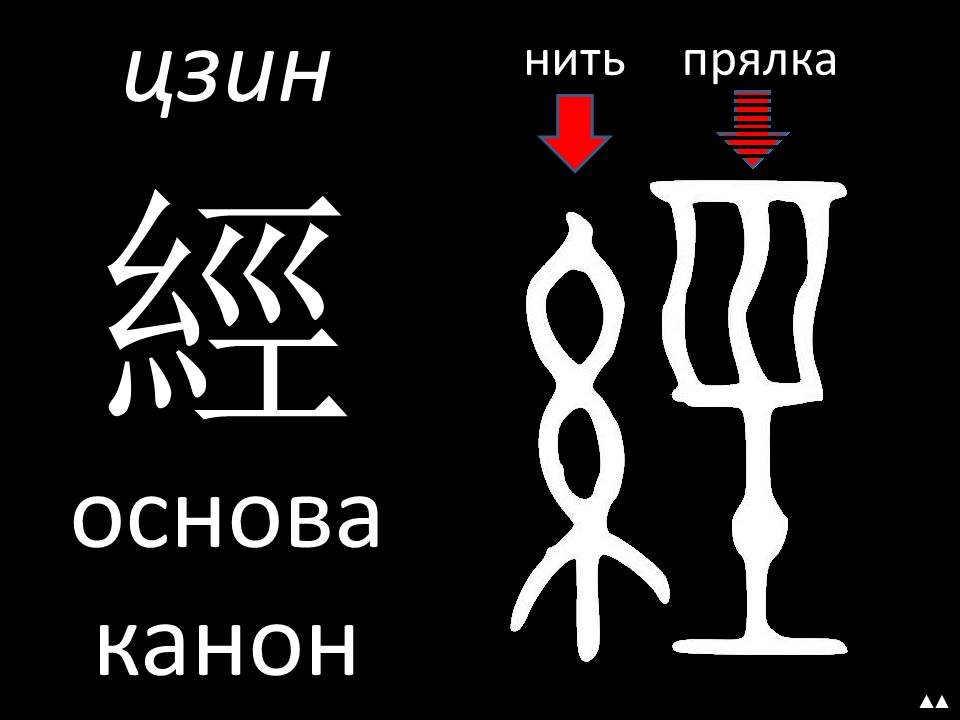 цзин
經
основа
канон
нить прялка